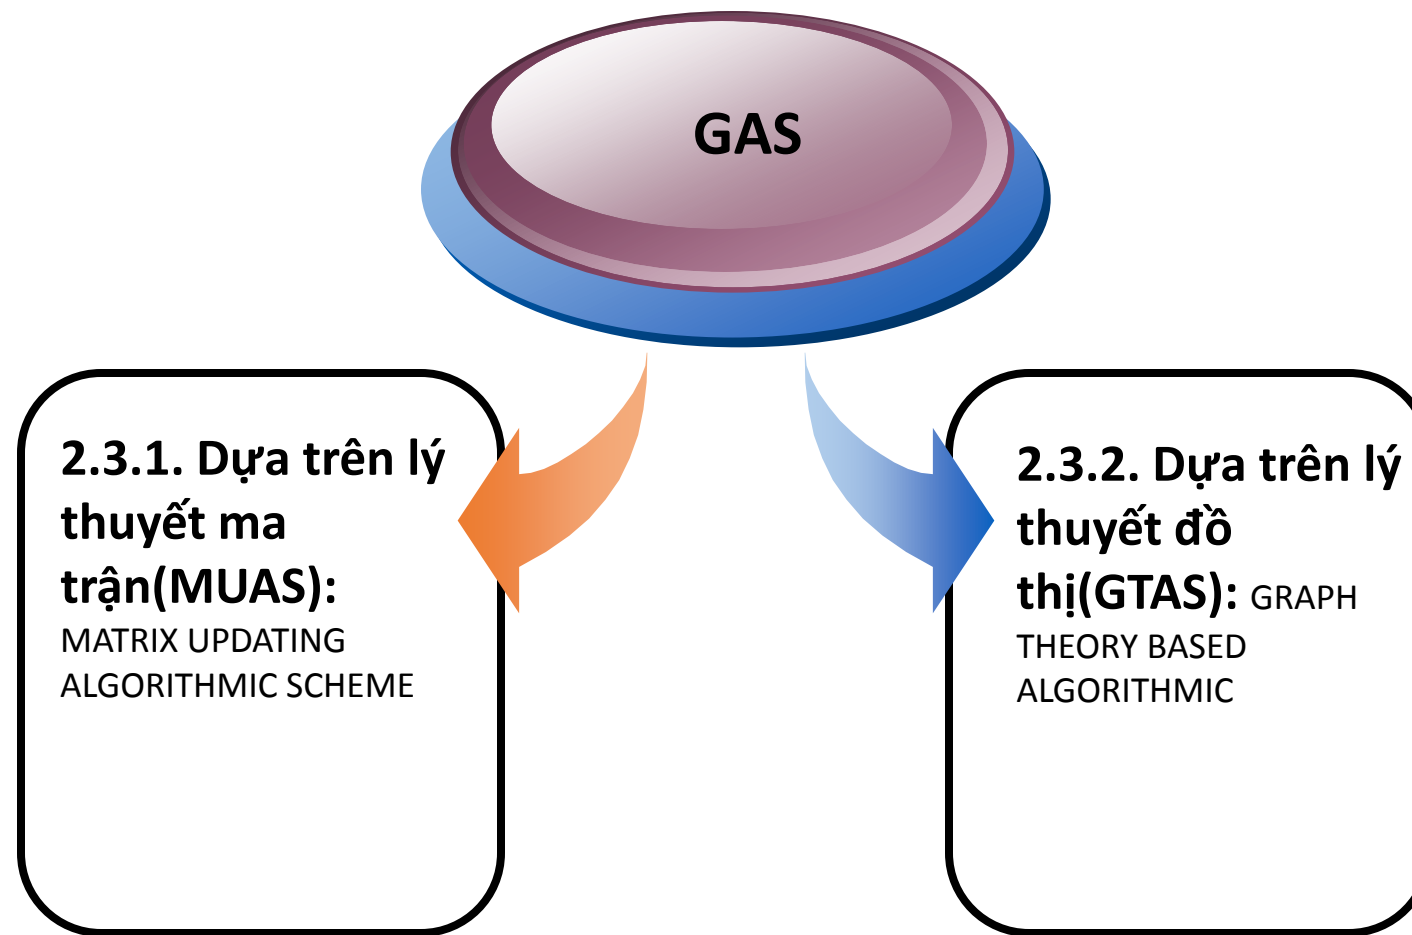 GAS
2.3.1. Dựa trên lý
thuyết ma
trận(MUAS):
MATRIX UPDATING
ALGORITHMIC SCHEME
2.3.2. Dựa trên lý
thuyết đồ
thị(GTAS): GRAPH
THEORY BASED
ALGORITHMIC